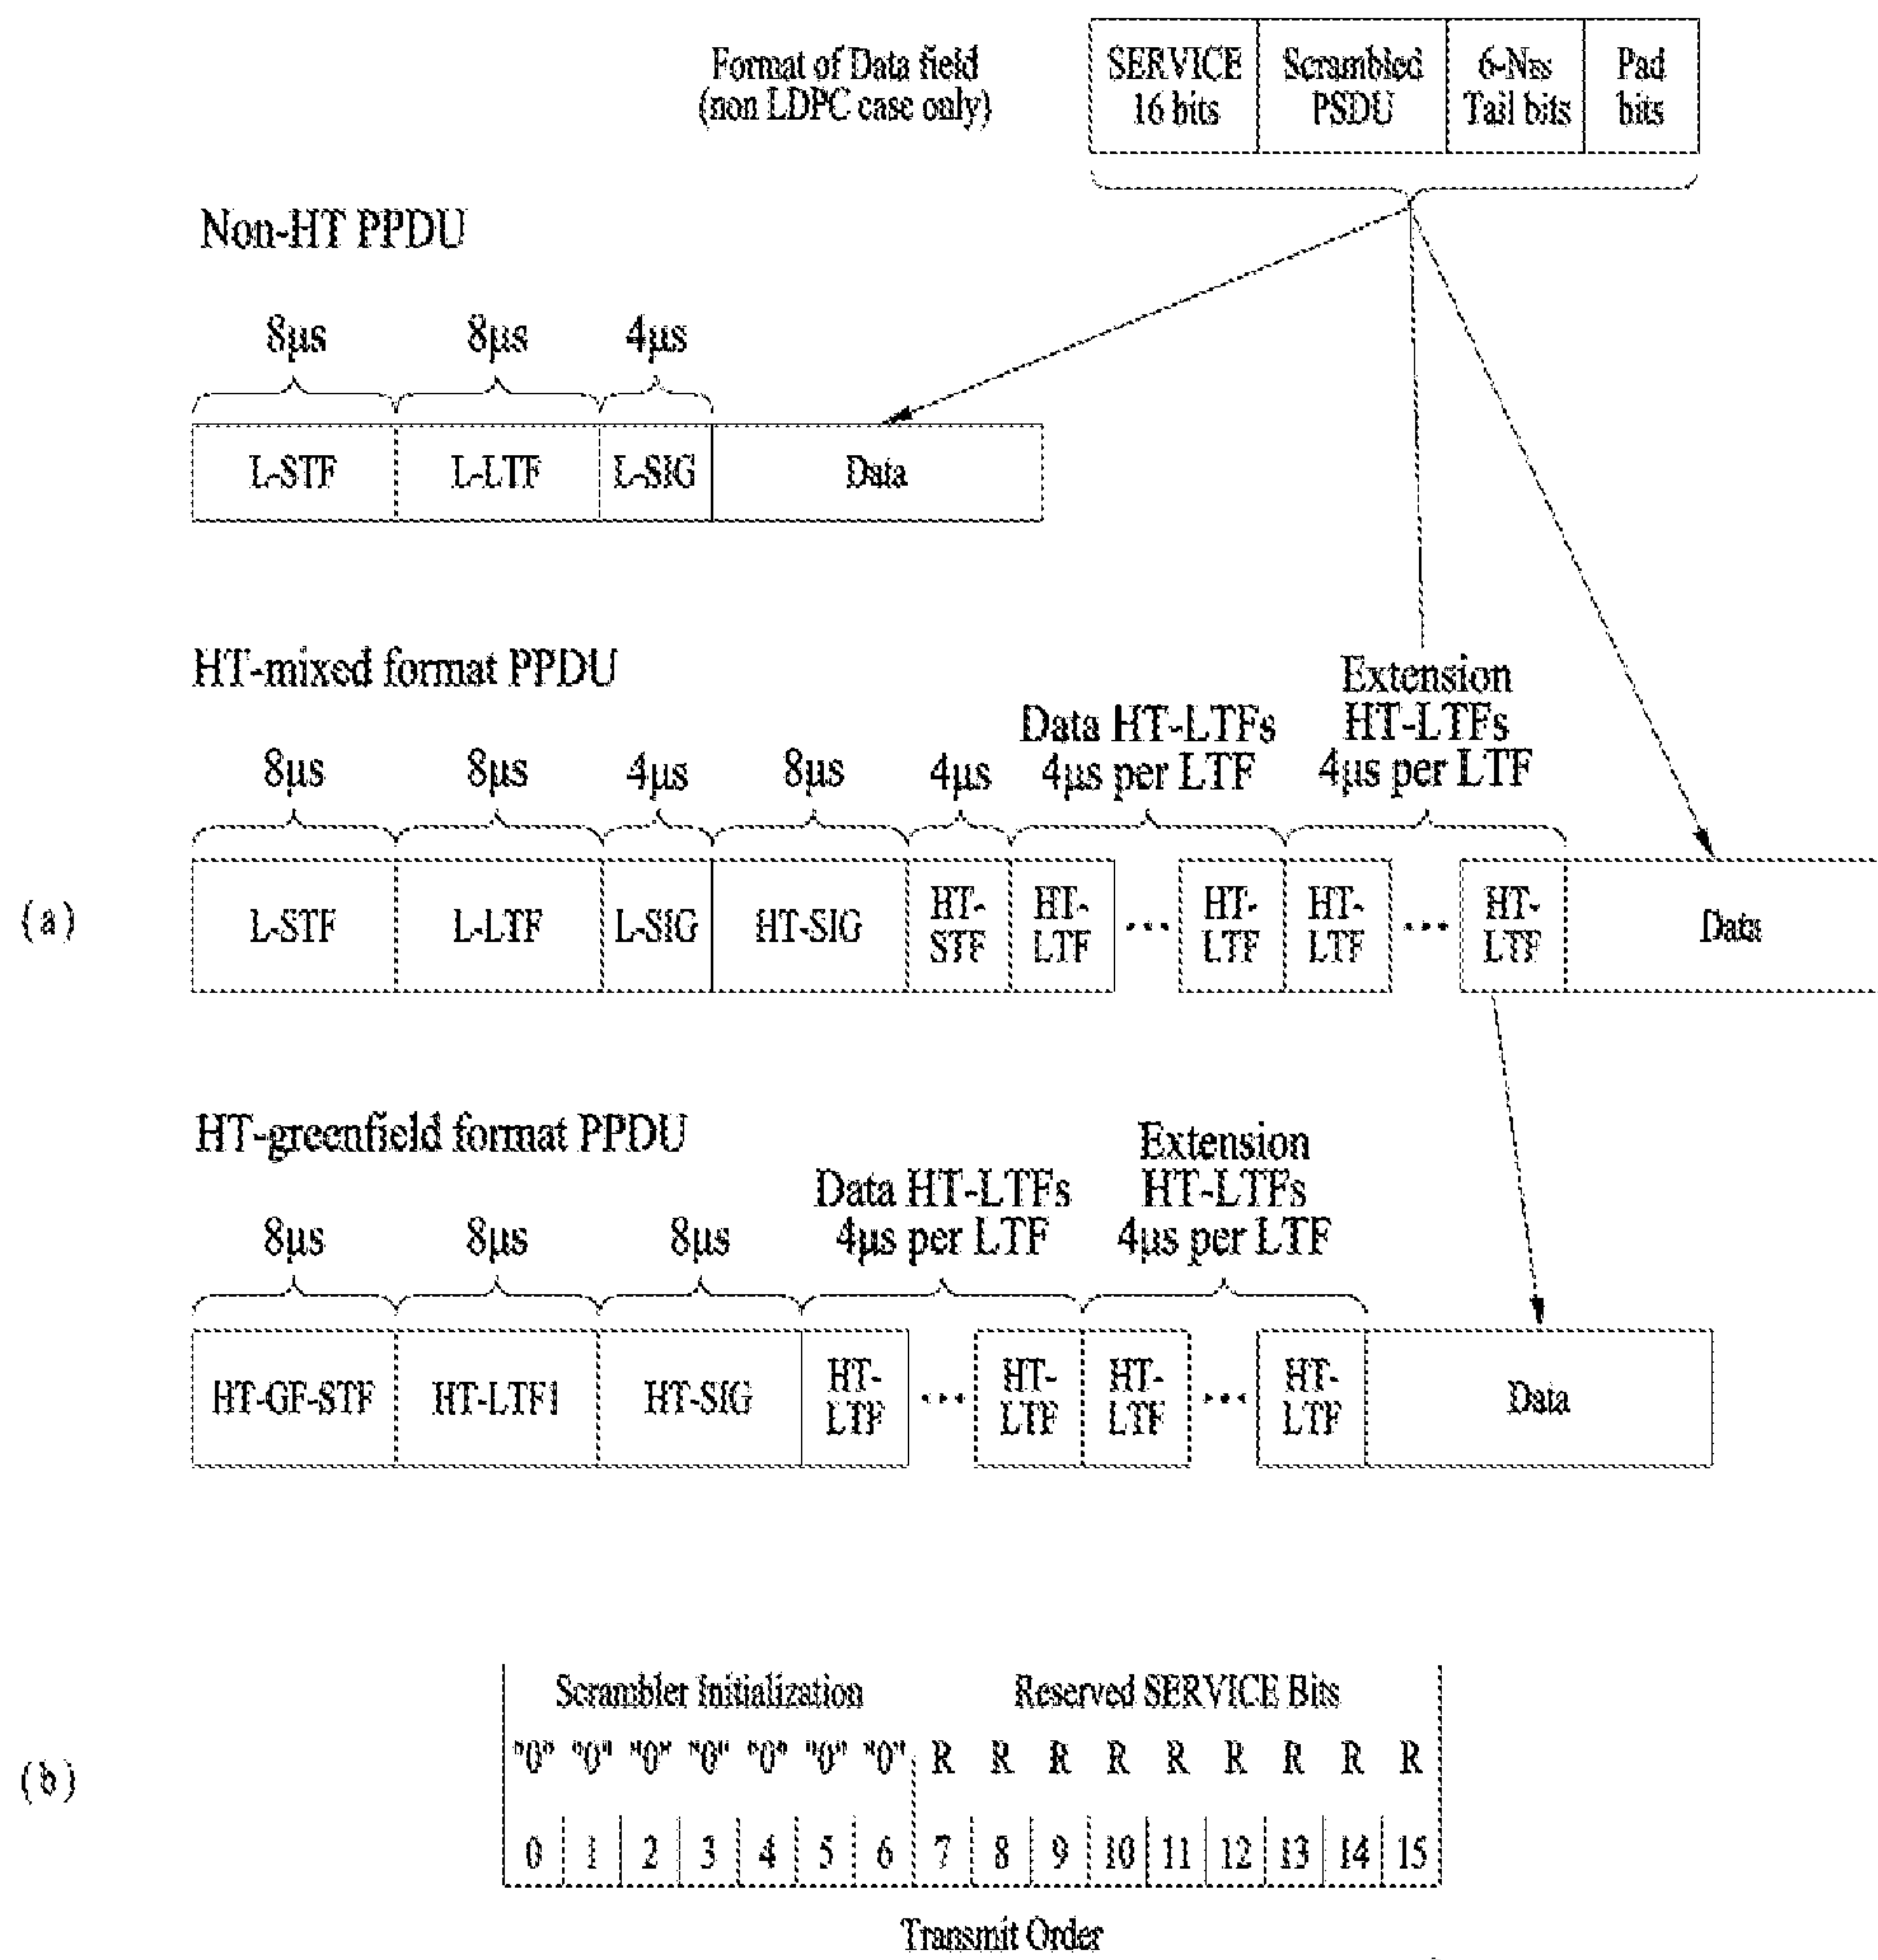 Format of Data field
(non LDPC case only)
SERVICE 16 bits
Scrambled PSDU
6-Nss Tail bits
Pad bits
Non-HT PPDU
8μs 8μs 4μs
L-STF L-LTF L-SIG Data
HT-mixed format PPDU
Extension
Data HT-LTFs HT-LTFs
8μs 8μs 4μs 8μs 4μs 4μs per LTF 4μs per LTF
(a)
L-STF L-LTF L-SIG HT-SIG HT-STF HT-LTF ... HT-LTF HT-LTF ... HT-LTF Data
HT-greenfield format PPDU
Extension
Data HT-LTFs HT-LTFs
8μs 8μs 8μs 4μs per LTF 4μs per LTF
HT-GF-STF HT-LTF1 HT-SIG HT-LTF ... HT-LTF HT-LTF ... HT-LTF Data
(b)
Scrambler Initialization Reserved SERVICE Bits
"0" "0" "0" "0" "0" "0" "0" R R R R R R R R R
0 1 2 3 4 5 6 7 8 9 10 11 12 13 14 15
Transmit Order